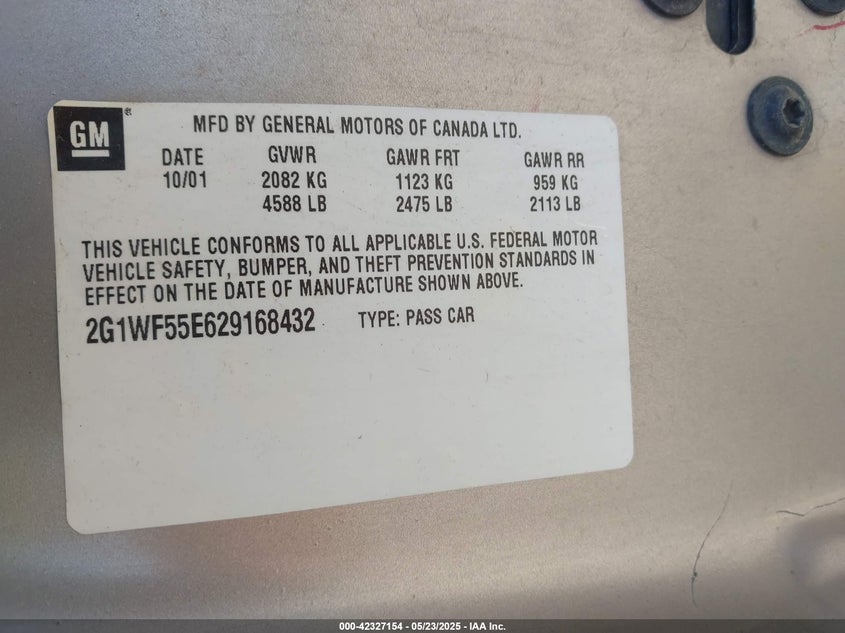 GM
MFD BY GENERAL MOTORS OF CANADA LTD.
DATE GVWR GAWR FRT GAWR RR
10/01 2082 KG 1123 KG 959 KG
4588 LB 2475 LB 2113 LB
THIS VEHICLE CONFORMS TO ALL APPLICABLE U.S. FEDERAL MOTOR
VEHICLE SAFETY, BUMPER, AND THEFT PREVENTION STANDARDS IN
EFFECT ON THE DATE OF MANUFACTURE SHOWN ABOVE.
2G1WF55E629168432 TYPE: PASS CAR
000-42327154 - 05/23/2025 - IAA Inc.